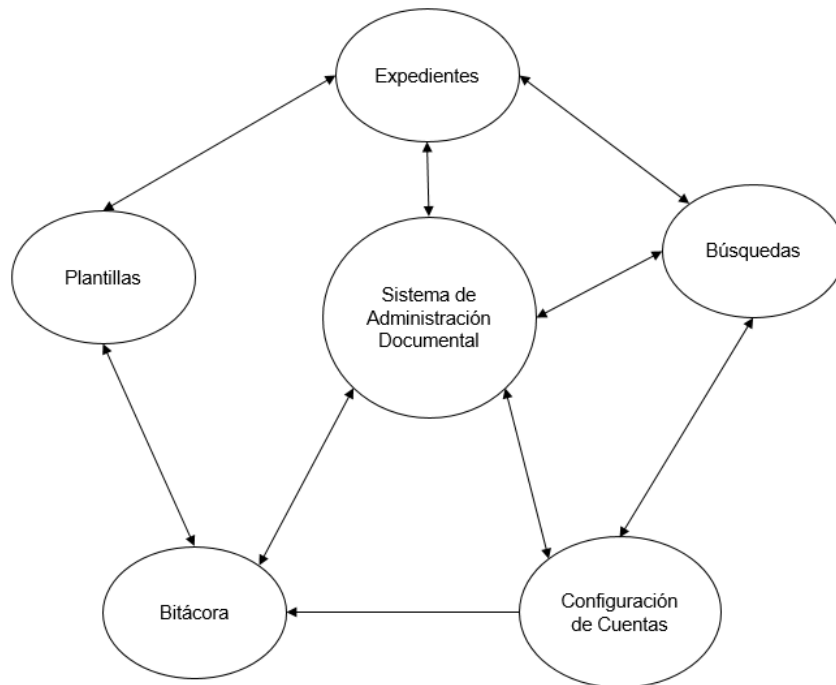 Expedientes
Plantillas
Búsquedas
Sistema de
Administración
Documental
Bitácora
Configuración
de Cuentas